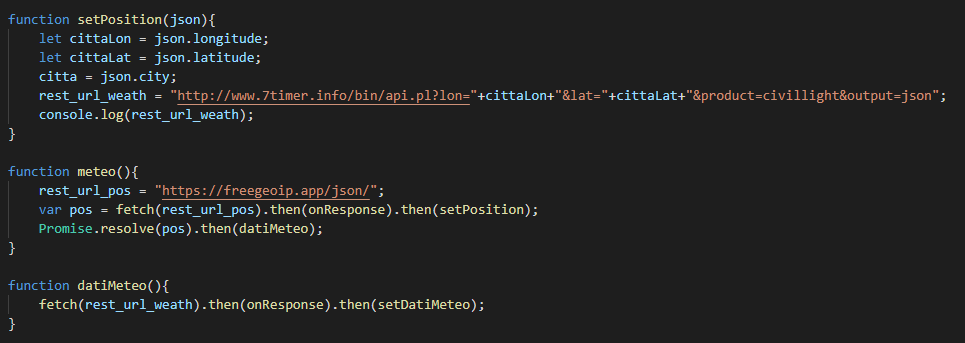 function setPosition(json){
    let cittaLon = json.longitude;
    let cittaLat = json.latitude;
    citta = json.city;
    rest_url_weath = "http://www.7timer.info/bin/api.pl?lon="+cittaLon+"&lat="+cittaLat+"&product=civillight&output=json";
    console.log(rest_url_weath);
}

function meteo(){
    rest_url_pos = "https://freegeoip.app/json/";
    var pos = fetch(rest_url_pos).then(onResponse).then(setPosition);
    Promise.resolve(pos).then(datiMeteo);
}

function datiMeteo(){
    fetch(rest_url_weath).then(onResponse).then(setDatiMeteo);
}